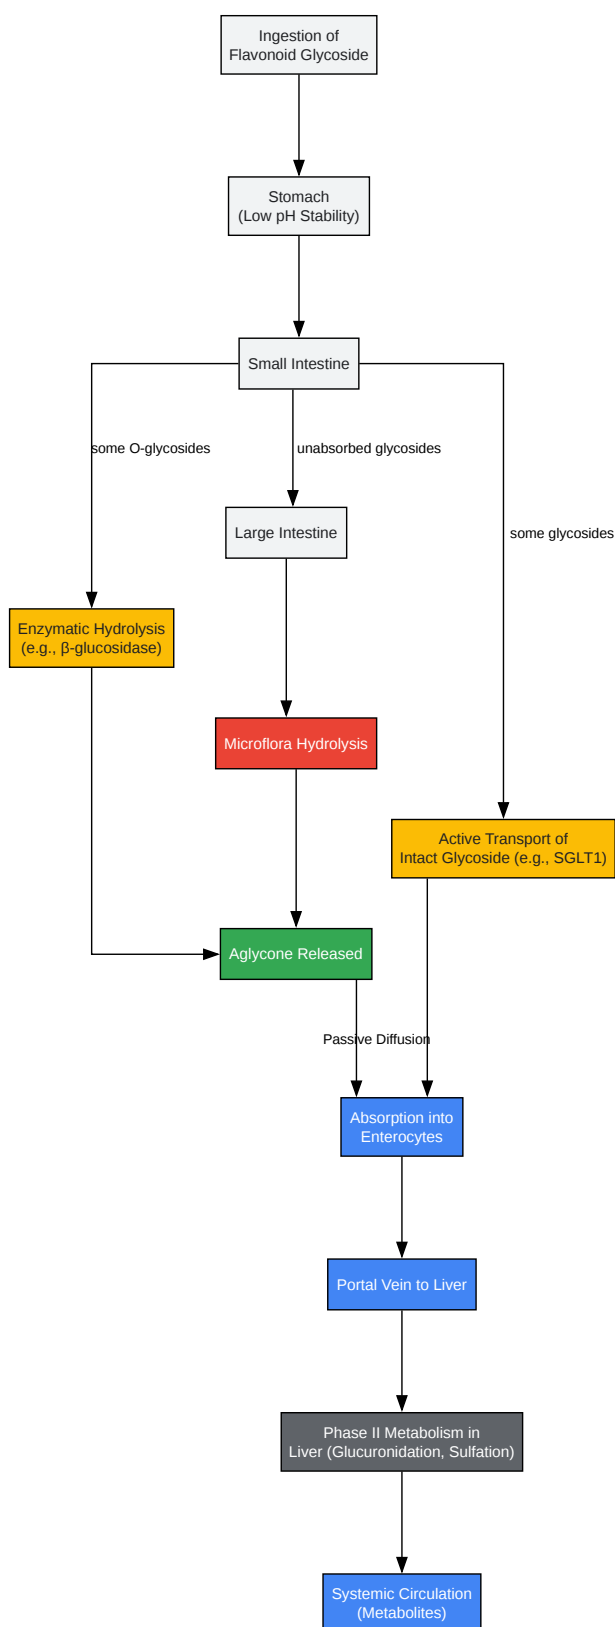 Ingestion of
Flavonoid Glycoside
Stomach
(Low pH Stability)
Small Intestine
some O-glycosides
unabsorbed glycosides
Large Intestine
some glycosides
Enzymatic Hydrolysis
(e.g., β-glucosidase)
Microflora Hydrolysis
Active Transport of
Intact Glycoside (e.g., SGLT1)
Aglycone Released
Passive Diffusion
Absorption into
Enterocytes
Portal Vein to Liver
Phase II Metabolism in
Liver (Glucuronidation, Sulfation)
Systemic Circulation
(Metabolites)